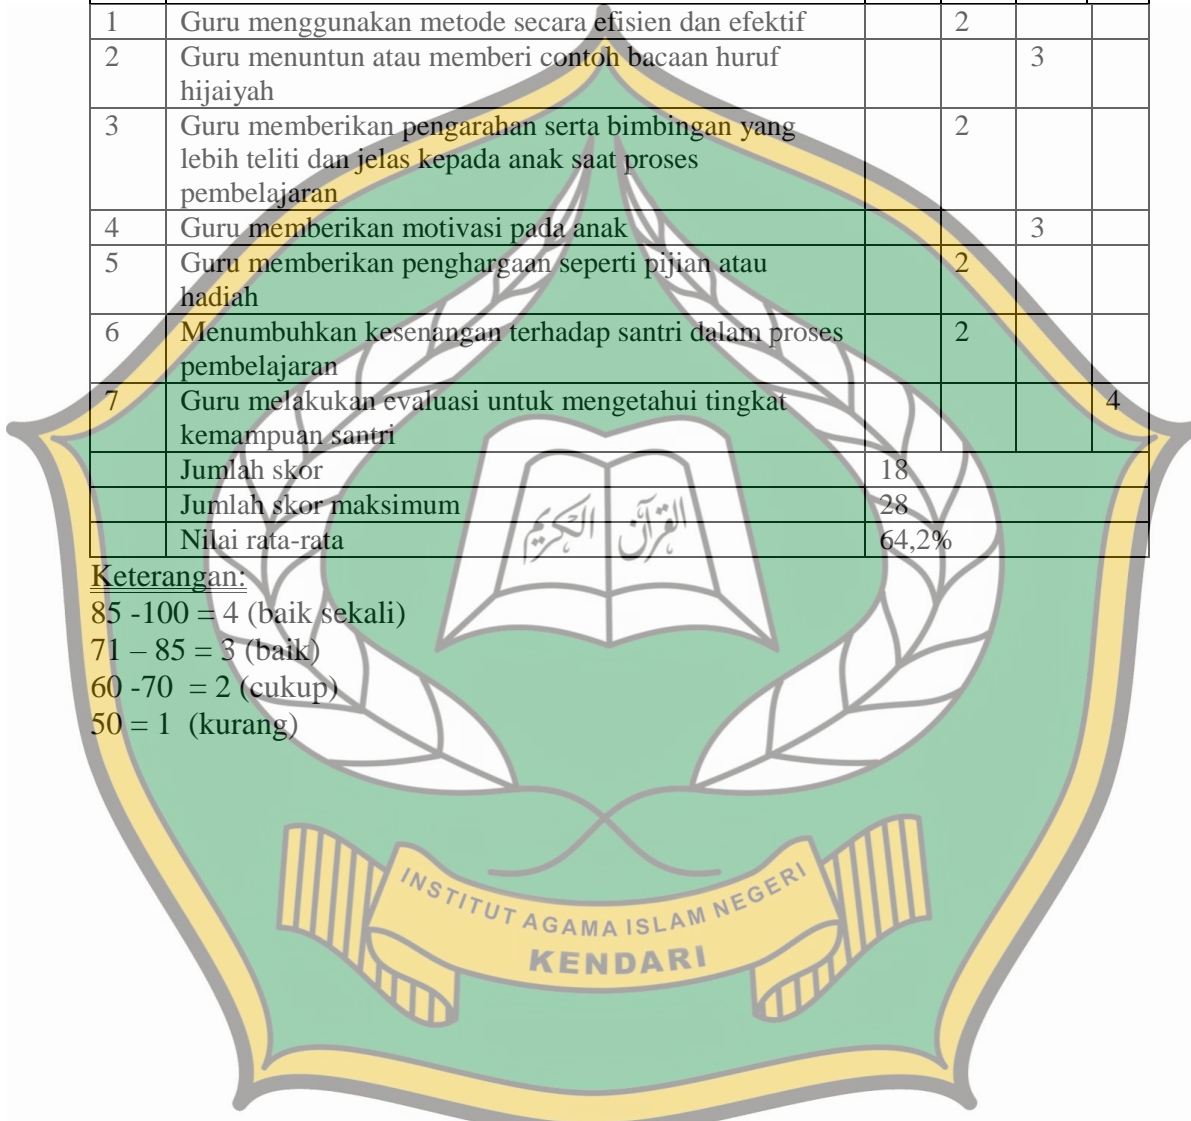 1 Guru menggunakan metode secara efisien dan efektif 2
2 Guru menuntun atau memberi contoh bacaan huruf 3
hijaiyah
3 Guru memberikan pengarahan serta bimbingan yang 2
lebih teliti dan jelas kepada anak saat proses
pembelajaran
4 Guru memberikan motivasi pada anak 3
5 Guru memberikan penghargaan seperti pijian atau 2
hadiah
6 Menumbuhkan kesenangan terhadap santri dalam proses 2
pembelajaran
7 Guru melakukan evaluasi untuk mengetahui tingkat 4
kemampuan santri
Jumlah skor 18
Jumlah skor maksimum 28
القرآن الكريم
Nilai rata-rata 64,2%
Keterangan:
85 -100 = 4 (baik sekali)
71 – 85 = 3 (baik)
60 -70 = 2 (cukup)
50 = 1 (kurang)
INSTITUT AGAMA ISLAM NEGERI
KENDARI